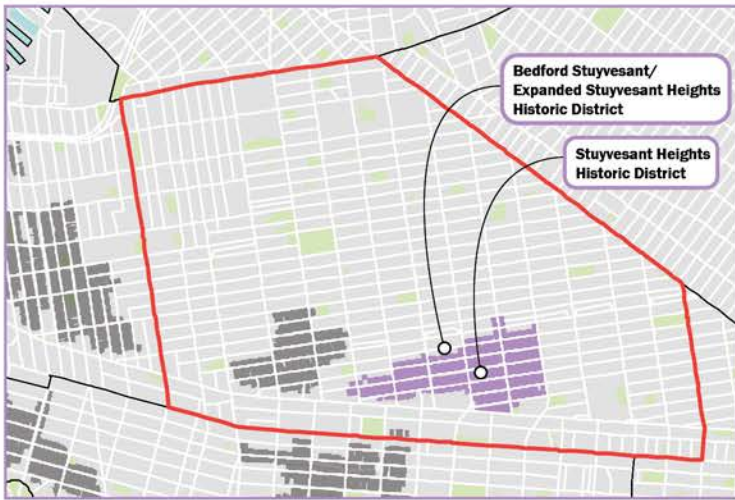 Bedford Stuyvesant/
Expanded Stuyvesant Heights
Historic District
Stuyvesant Heights
Historic District